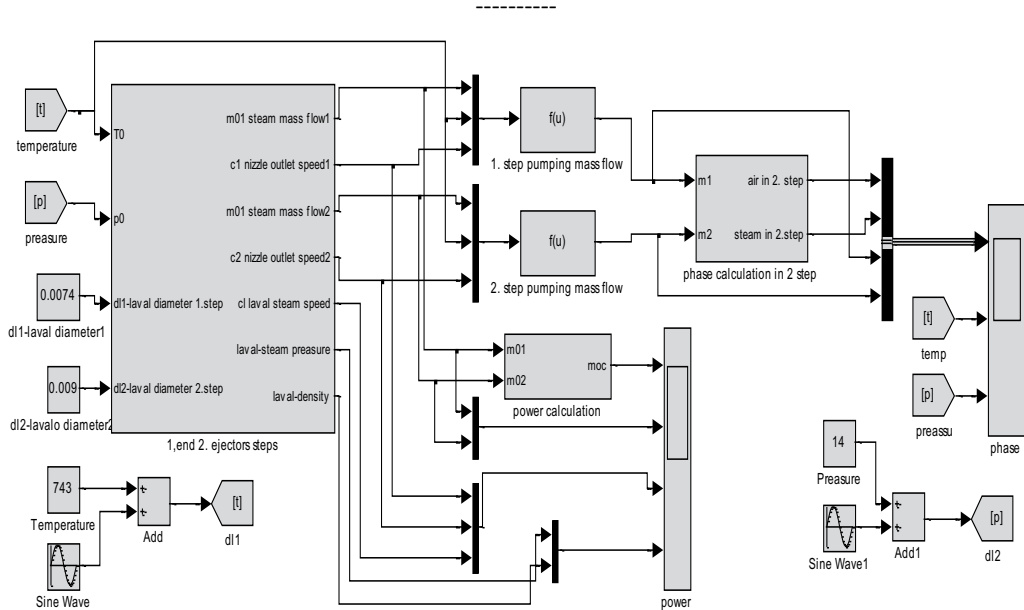 [t]
temperature
[p]
preasure
0.0074
dl1-laval diameter1
0.009
dl2-lavalo diameter2
T0
p0
dl1-laval diameter 1.step
dl2-laval diameter 2.step
m01 steam mass flow1
c1 nizzle outlet speed1
m01 steam mass flow2
c2 nizzle outlet speed2
cl laval steam speed
laval-steam preasure
laval-density
1,end 2. ejectors steps
f(u)
1. step pumping mass flow
f(u)
2. step pumping mass flow
m1
m2
air in 2. step
steam in 2.step
phase calculation in 2 step
m01
m02
moc
power calculation
power
[t]
temp
[p]
preassu
phase
743
Temperature
Sine Wave
+
+
Add
[t]
dl1
14
Preasure
Sine Wave1
+
+
Add1
[p]
dl2